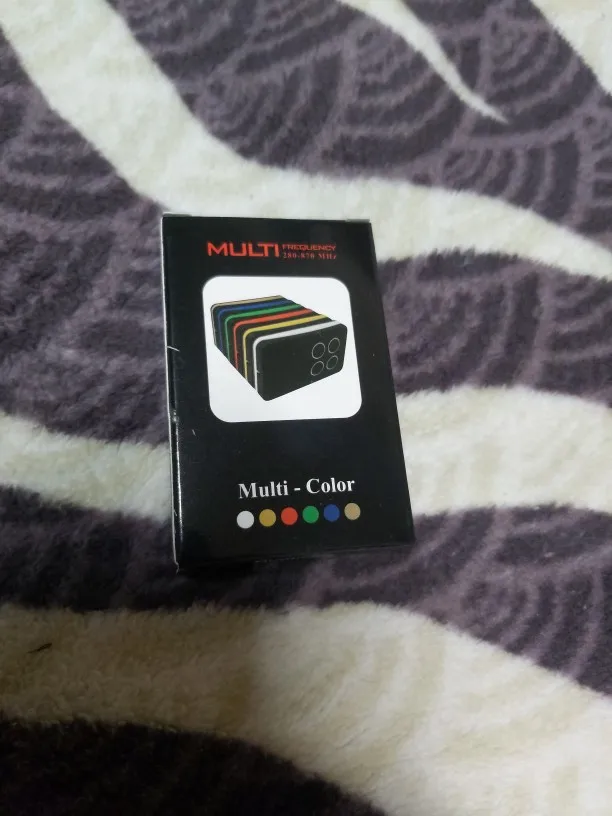 MULTI FREQUENCY
280-870 MHz
Multi - Color